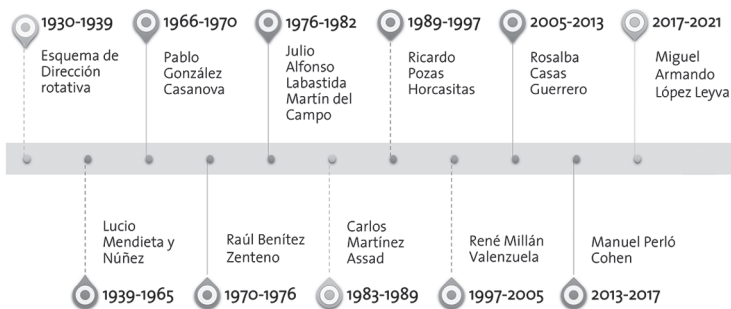 1930-1939
Esquema de
Dirección
rotativa
1966-1970
Pablo
González
Casanova
1976-1982
Julio
Alfonso
Labastida
Martín del
Campo
1989-1997
Ricardo
Pozas
Horcasitas
2005-2013
Rosalba
Casas
Guerrero
2017-2021
Miguel
Armando
López Leyva
Lucio
Mendieta y
Núñez
1939-1965
Raúl Benítez
Zenteno
1970-1976
Carlos
Martínez
Assad
1983-1989
René Millán
Valenzuela
1997-2005
Manuel Perló
Cohen
2013-2017